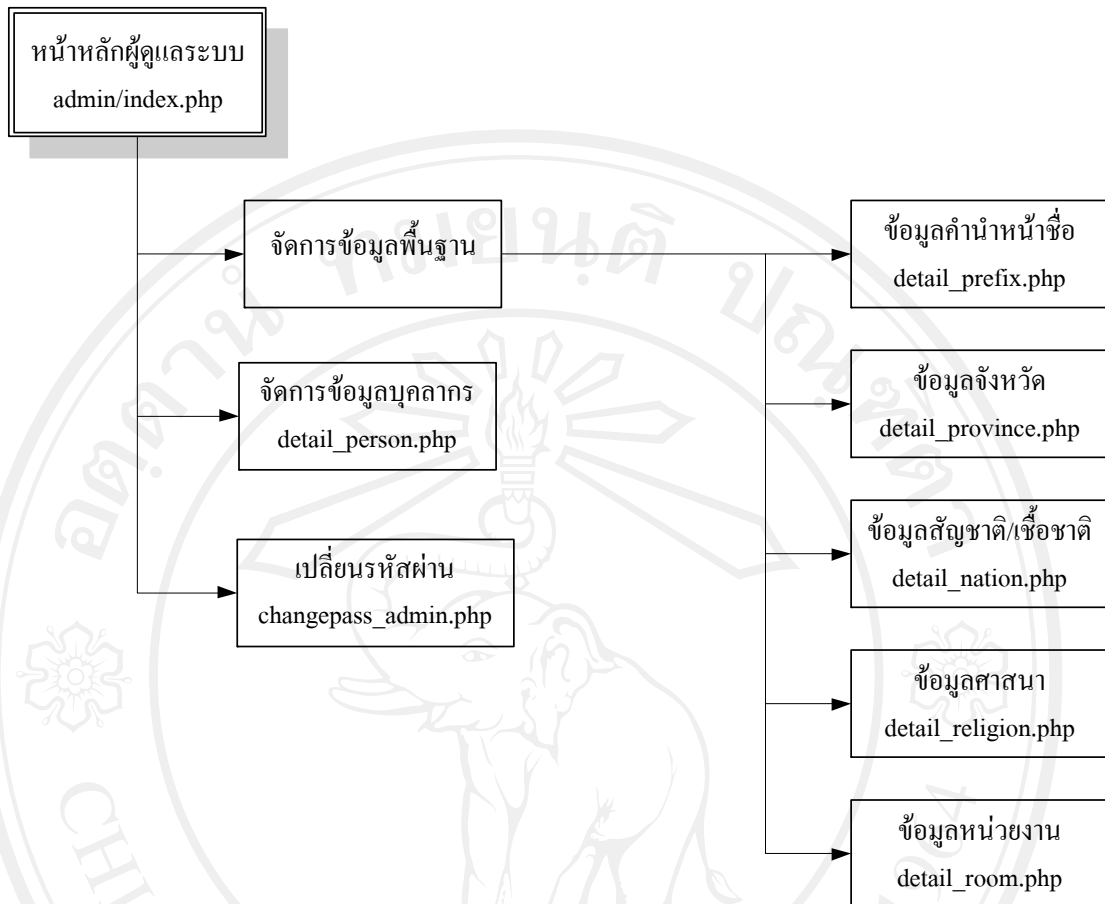 หน้าหลักผู้ดูแลระบบ
admin/index.php
จัดการข้อมูลพื้นฐาน
จัดการข้อมูลบุคลากร
detail_person.php
เปลี่ยนรหัสผ่าน
changepass_admin.php
ข้อมูลคำนำหน้าชื่อ
detail_prefix.php
ข้อมูลจังหวัด
detail_province.php
ข้อมูลสัญชาติ/เชื้อชาติ
detail_nation.php
ข้อมูลศาสนา
detail_religion.php
ข้อมูลหน่วยงาน
detail_room.php